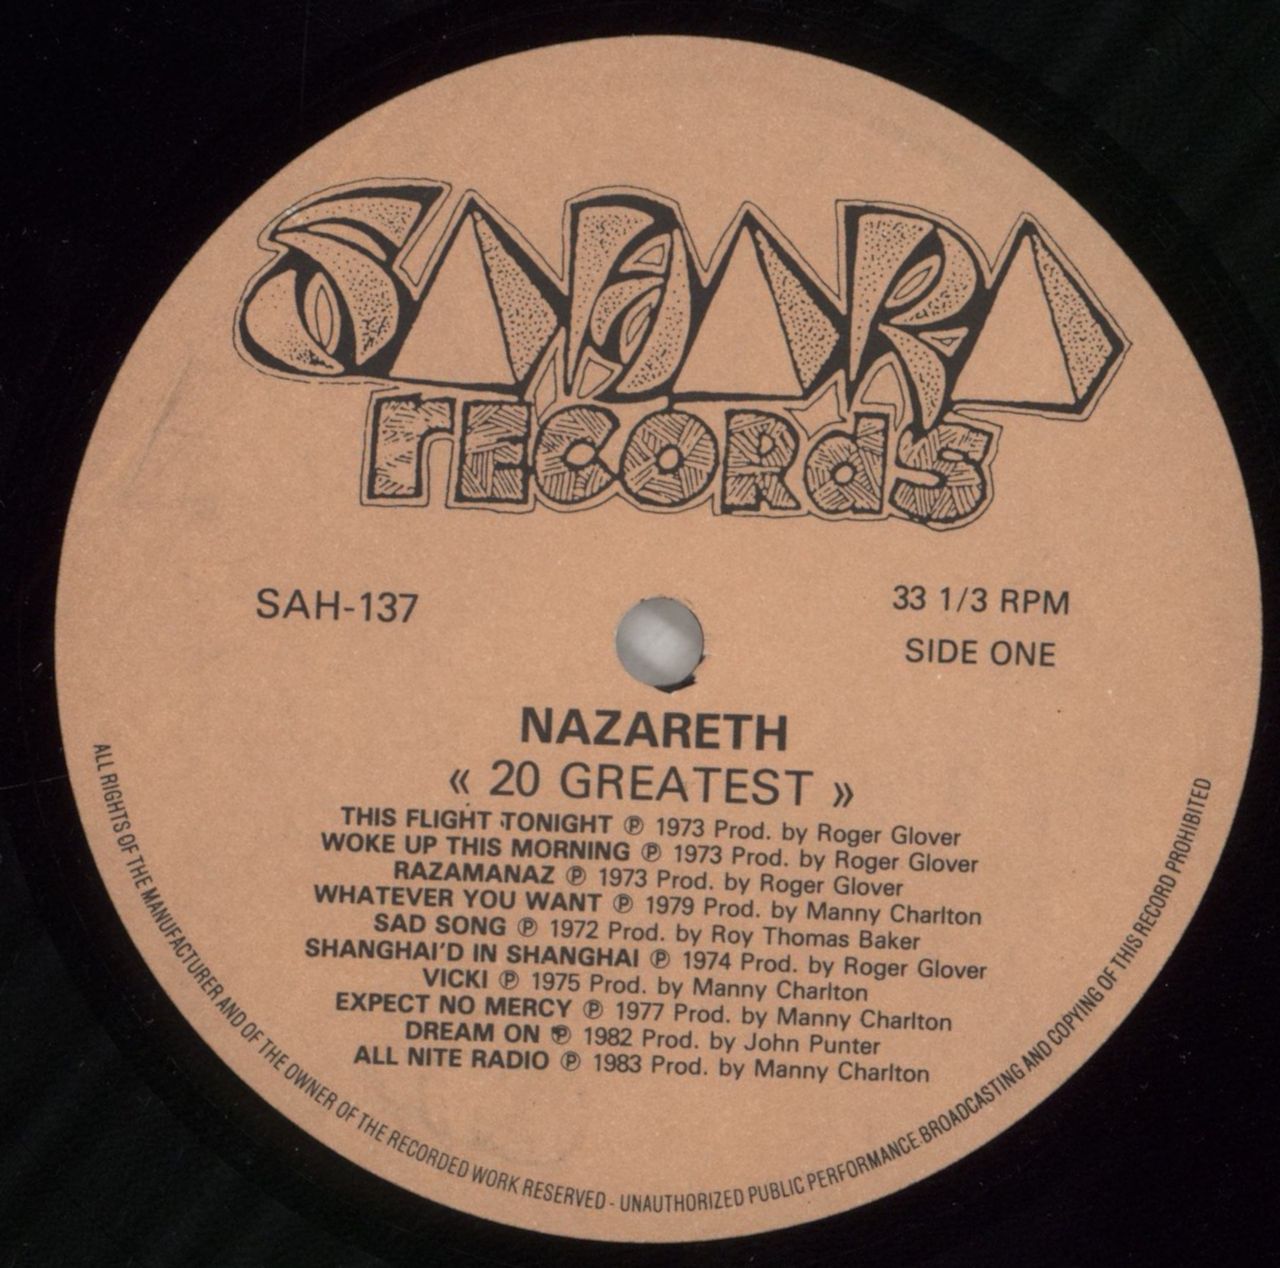 SAHARA
records
SAH-137
33 1/3 RPM
SIDE ONE
NAZARETH
« 20 GREATEST »
THIS FLIGHT TONIGHT ℗ 1973 Prod. by Roger Glover
WOKE UP THIS MORNING ℗ 1973 Prod. by Roger Glover
RAZAMANAZ ℗ 1973 Prod. by Roger Glover
WHATEVER YOU WANT ℗ 1979 Prod. by Manny Charlton
SAD SONG ℗ 1972 Prod. by Roy Thomas Baker
SHANGHAI'D IN SHANGHAI ℗ 1974 Prod. by Roger Glover
VICKI ℗ 1975 Prod. by Manny Charlton
EXPECT NO MERCY ℗ 1977 Prod. by Manny Charlton
DREAM ON ℗ 1982 Prod. by John Punter
ALL NITE RADIO ℗ 1983 Prod. by Manny Charlton
ALL RIGHTS OF THE MANUFACTURER AND OF THE OWNER OF THE RECORDED WORK RESERVED - UNAUTHORIZED PUBLIC PERFORMANCE BROADCASTING AND COPYING OF THIS RECORD PROHIBITED